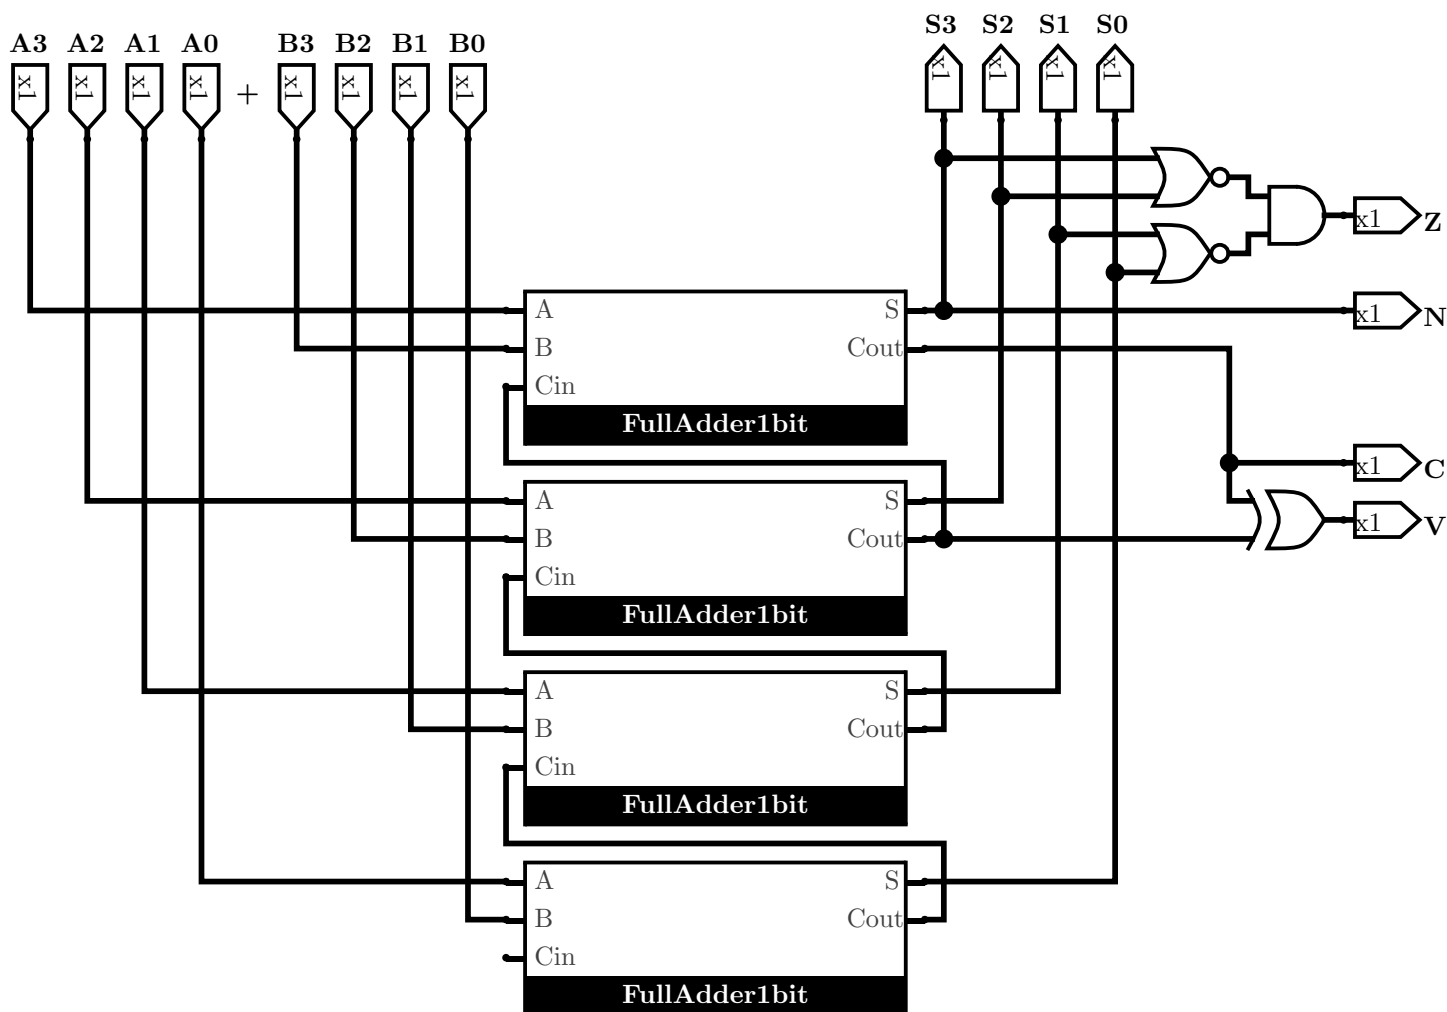 S3 S2 S1 S0
A3 A2 A1 A0 B3 B2 B1 B0
x1 x1 x1 x1
x1 x1 x1 x1 + x1 x1 x1 x1
x1 Z
A S
x1 N
B Cout
Cin
FullAdder1bit
x1 C
A S
x1 V
B Cout
Cin
FullAdder1bit
A S
B Cout
Cin
FullAdder1bit
A S
B Cout
Cin
FullAdder1bit